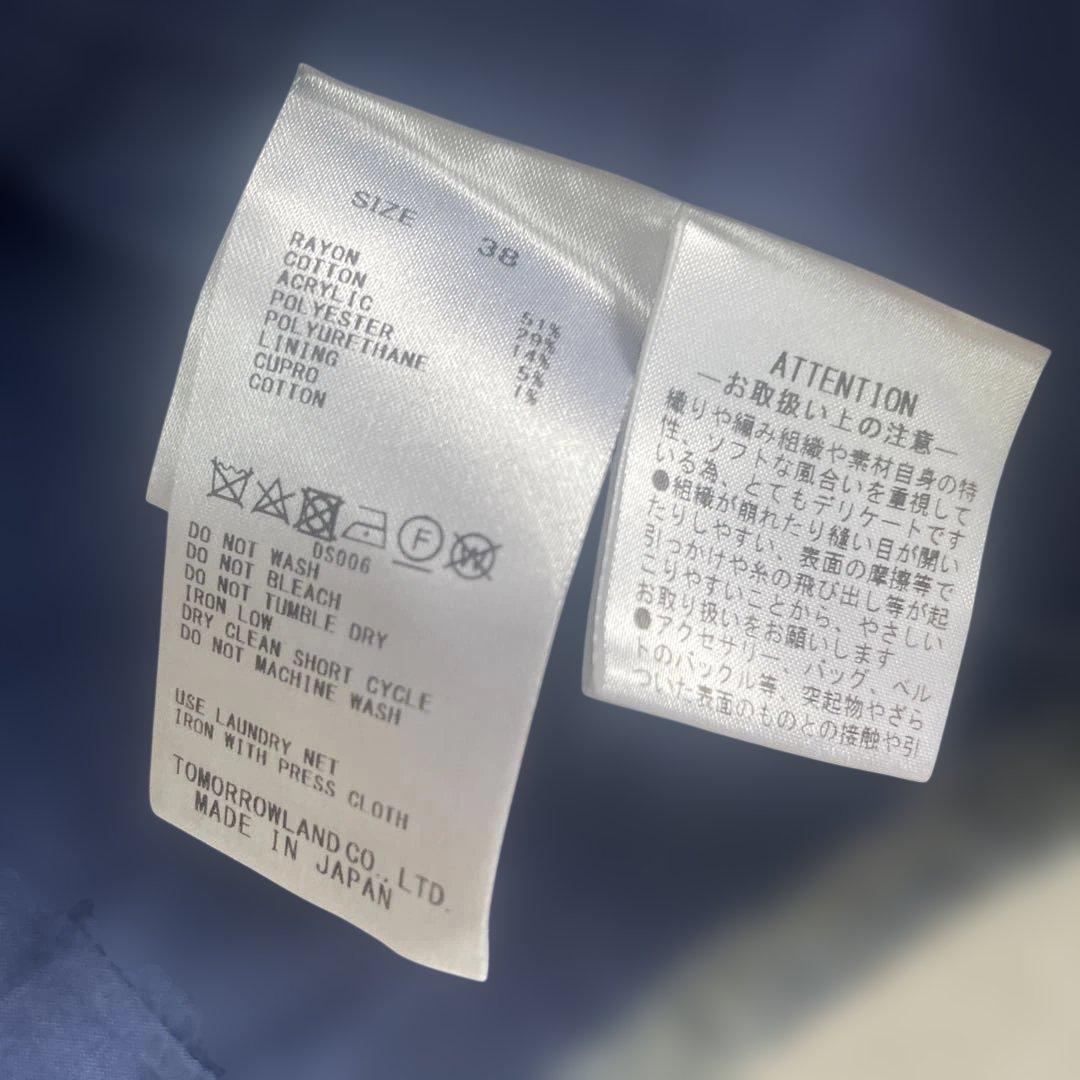 SIZE 38
RAYON 51%
COTTON 29%
ACRYLIC 14%
POLYESTER 5%
POLYURETHANE 1%
LINING
CUPRO
COTTON
F
W
DS006
DO NOT WASH
DO NOT BLEACH
DO NOT TUMBLE DRY
IRON LOW
DRY CLEAN SHORT CYCLE
DO NOT MACHINE WASH
USE LAUNDRY NET
IRON WITH PRESS CLOTH
TOMORROWLAND CO., LTD.
MADE IN JAPAN
ATTENTION
―お取扱い上の注意―
織りや編み組織や素材自身の特
性、ソフトな風合いを重視して
いる為、とてもデリケートです
●組織が崩れたり縫い目が開い
たりしやすい、表面の摩擦等で
引っかけや糸の飛び出し等が起
こりやすいことから、やさしい
お取り扱いをお願いします
●アクセサリー、バッグ、ベル
トのバックル等、突起物やざら
ついた表面のものとの接触や引